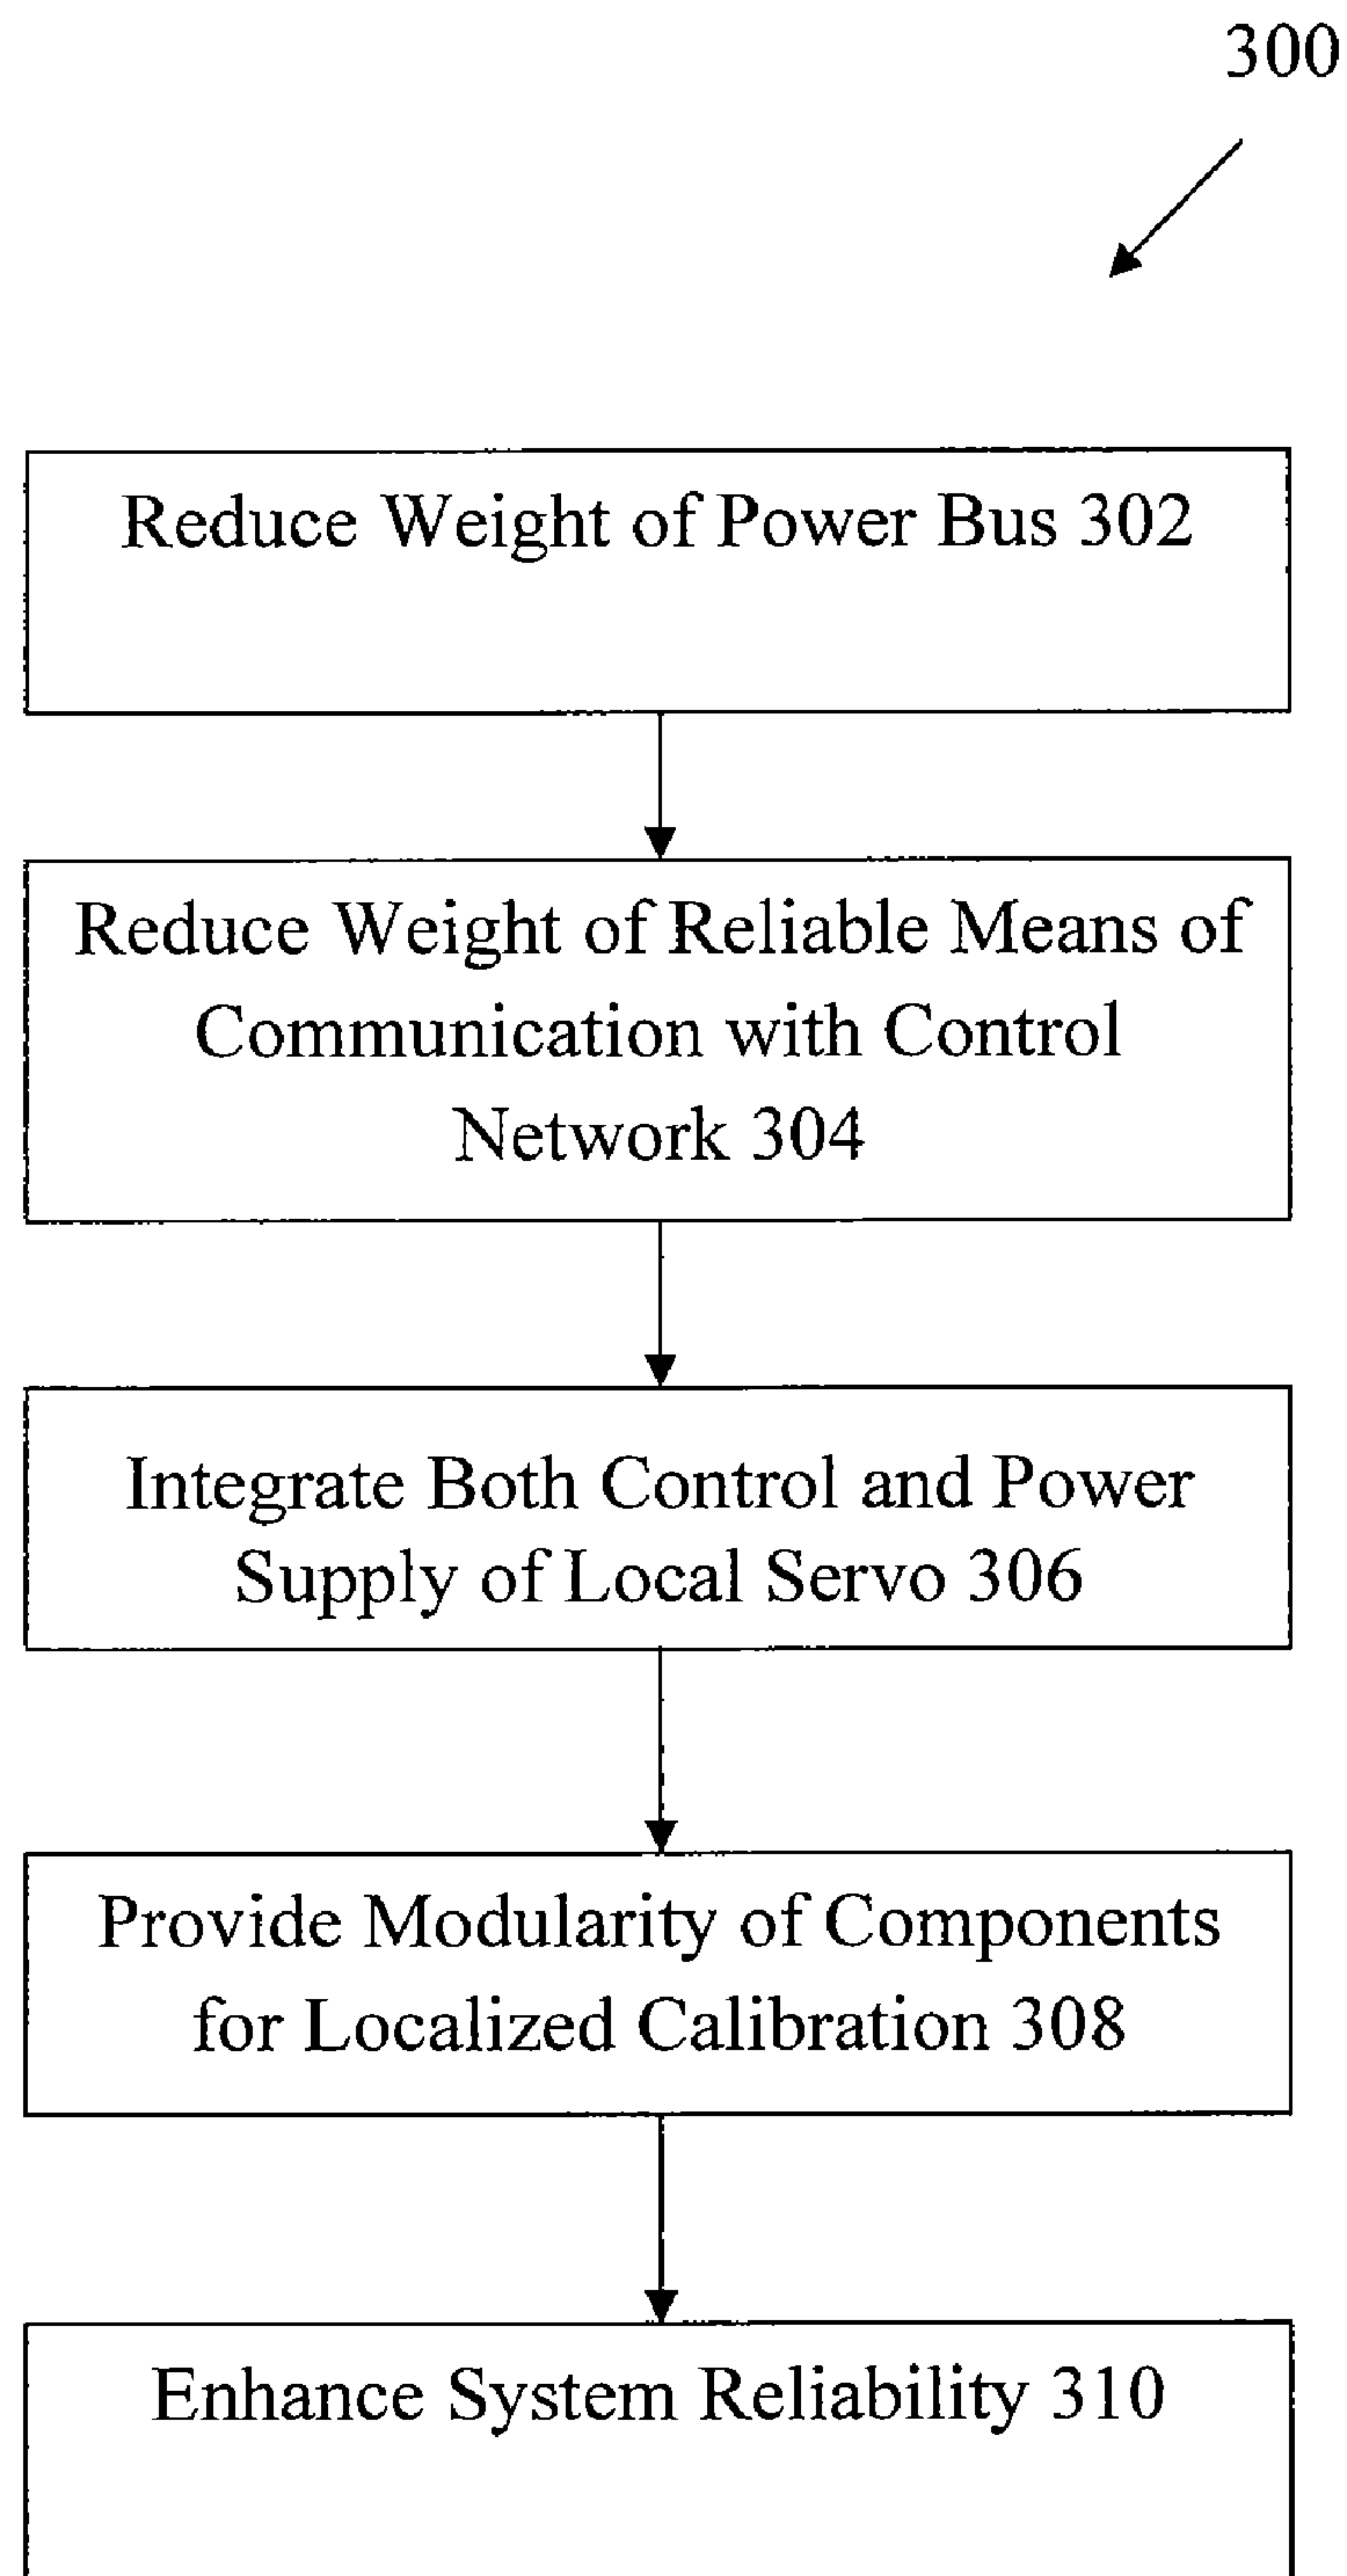 300
Reduce Weight of Power Bus 302
Reduce Weight of Reliable Means of
Communication with Control
Network 304
Integrate Both Control and Power
Supply of Local Servo 306
Provide Modularity of Components
for Localized Calibration 308
Enhance System Reliability 310